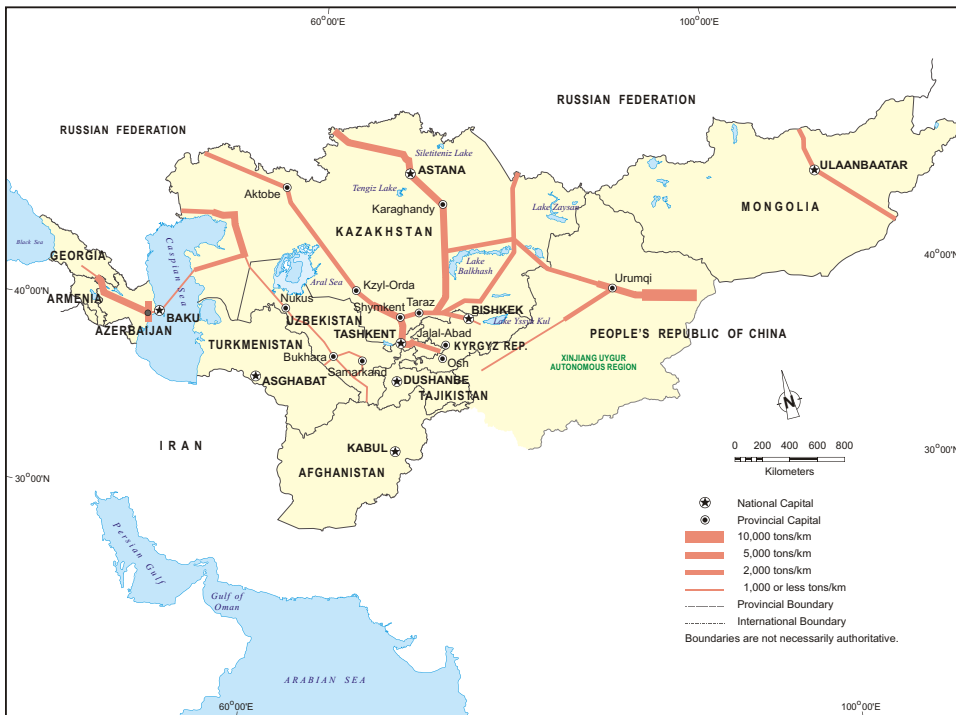 60°00'E
100°00'E
RUSSIAN FEDERATION
RUSSIAN FEDERATION
Siletiteniz Lake
ASTANA
ULAANBAATAR
Aktobe
Tengiz Lake
Karaghandy
Lake Zaysan
MONGOLIA
KAZAKHSTAN
Black Sea
Caspian Sea
GEORGIA
Aral Sea
Lake
Balkhash
40°00'N
Urumqi
40°00'N
ARMENIA
Kzyl-Orda
Nukus
Shymkent
Taraz
BISHKEK
BAKU
UZBEKISTAN
Lake Yssyk Kul
AZERBAIJAN
TASHKENT
Jalal-Abad
PEOPLE'S REPUBLIC OF CHINA
TURKMENISTAN
KYRGYZ REP.
Bukhara
Osh
XINJIANG UYGUR
AUTONOMOUS REGION
Samarkand
ASGHABAT
DUSHANBE
TAJIKISTAN
N
IRAN
KABUL
0 200 400 600 800
30°00'N
Kilometers
AFGHANISTAN
30°00'N
Persian Gulf
National Capital
Provincial Capital
10,000 tons/km
5,000 tons/km
2,000 tons/km
1,000 or less tons/km
Gulf of
Oman
Provincial Boundary
International Boundary
Boundaries are not necessarily authoritative.
ARABIAN SEA
60°00'E
100°00'E